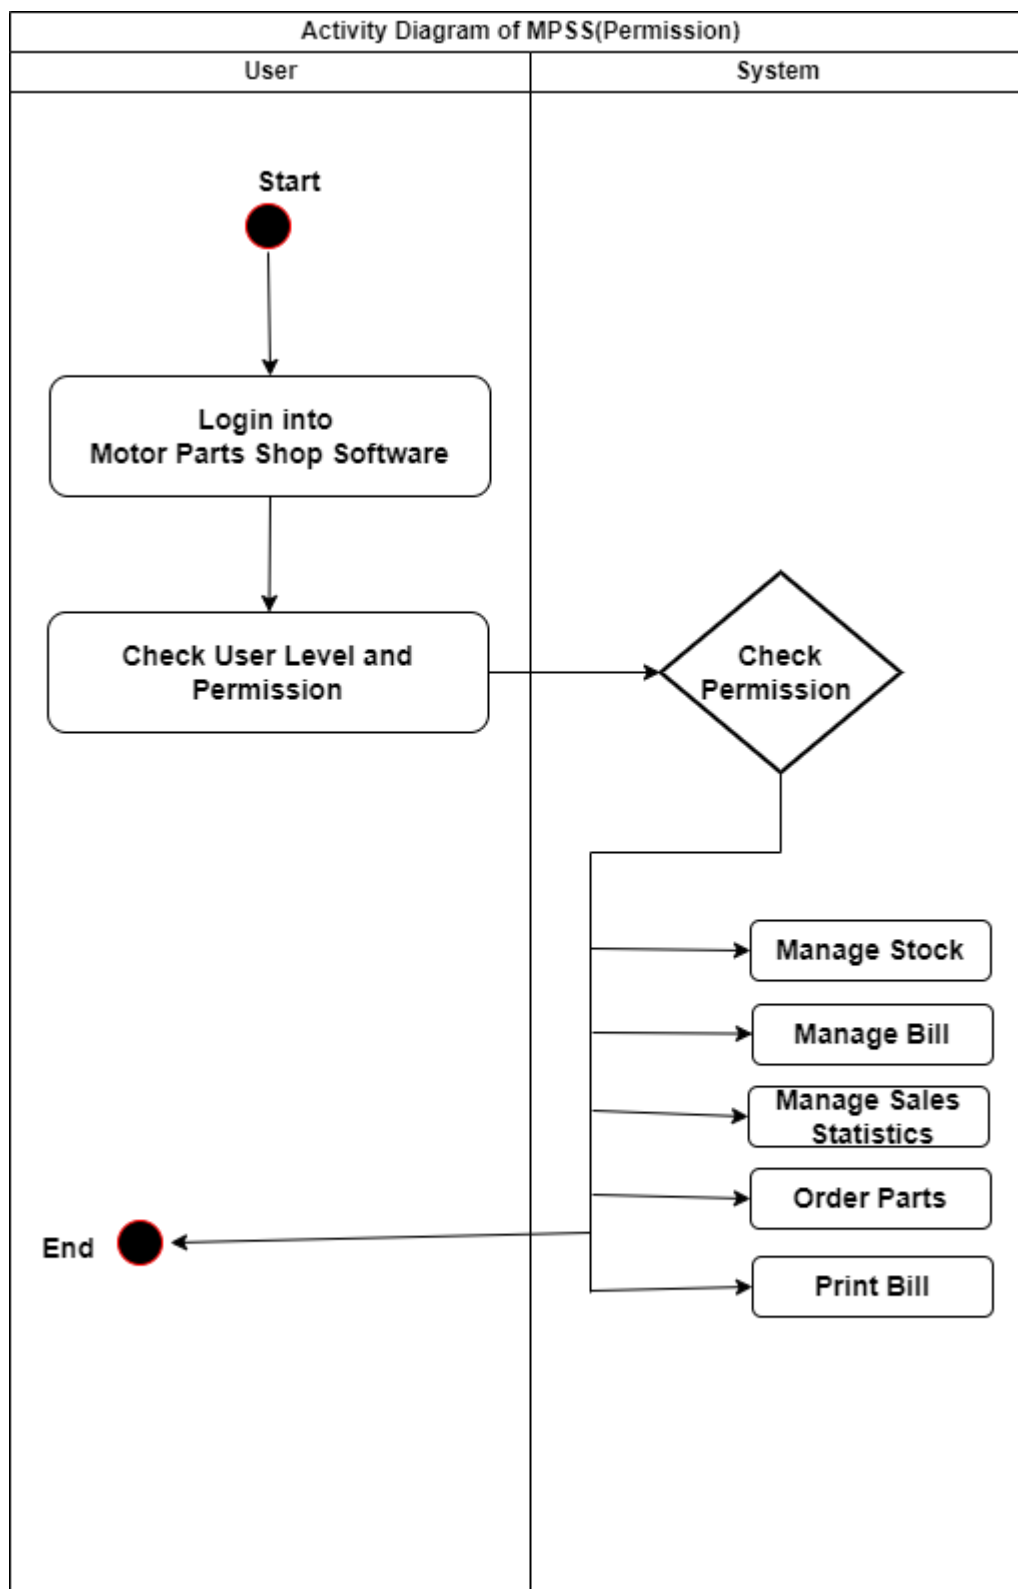 Activity Diagram of MPSS(Permission)
User
System
Start
Login into
Motor Parts Shop Software
Check User Level and
Permission
Check
Permission
Manage Stock
Manage Bill
Manage Sales
Statistics
Order Parts
End
Print Bill